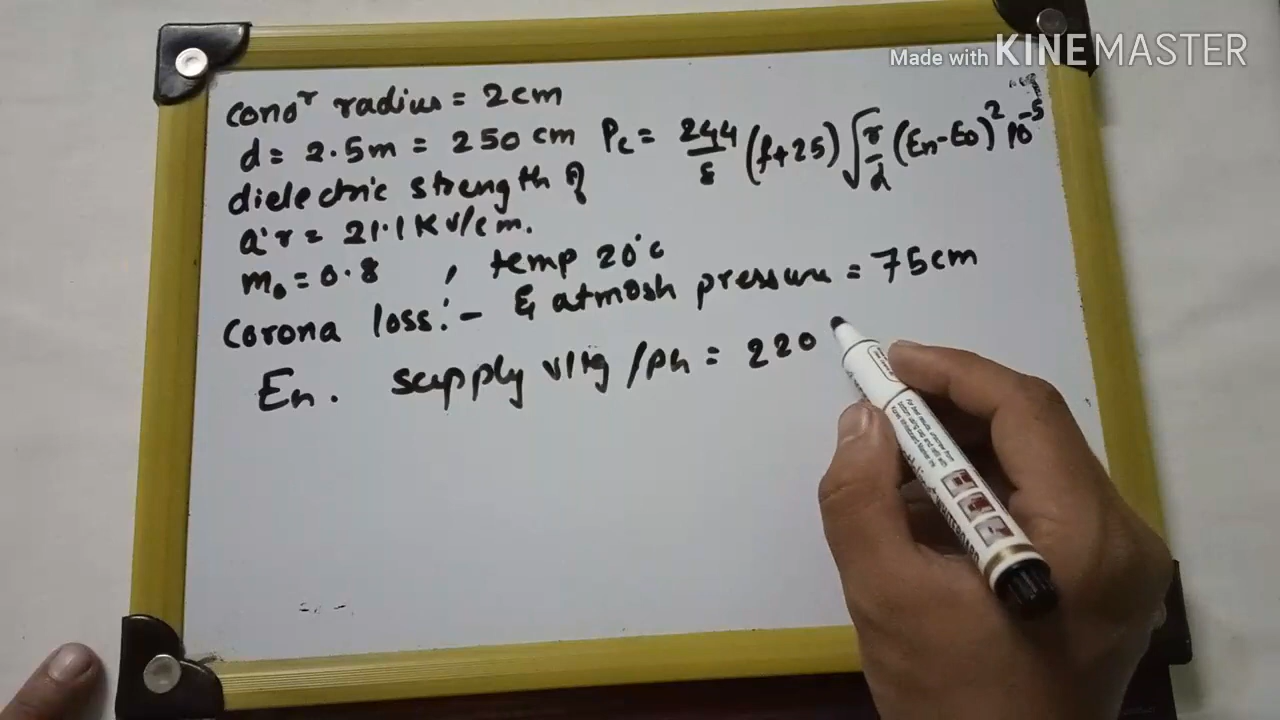 Made with KINEMASTER
condʳ radius = 2cm
d = 2.5m = 250 cm
Pc = 244/δ (f+25) √r/d (En-Eo)² 10⁻⁵
dielectric strength of
air = 21.1 KV/cm.
m₀ = 0.8 , temp 20°c
Corona loss:- & atmosh pressure = 75cm
En. supply vltg /ph = 220